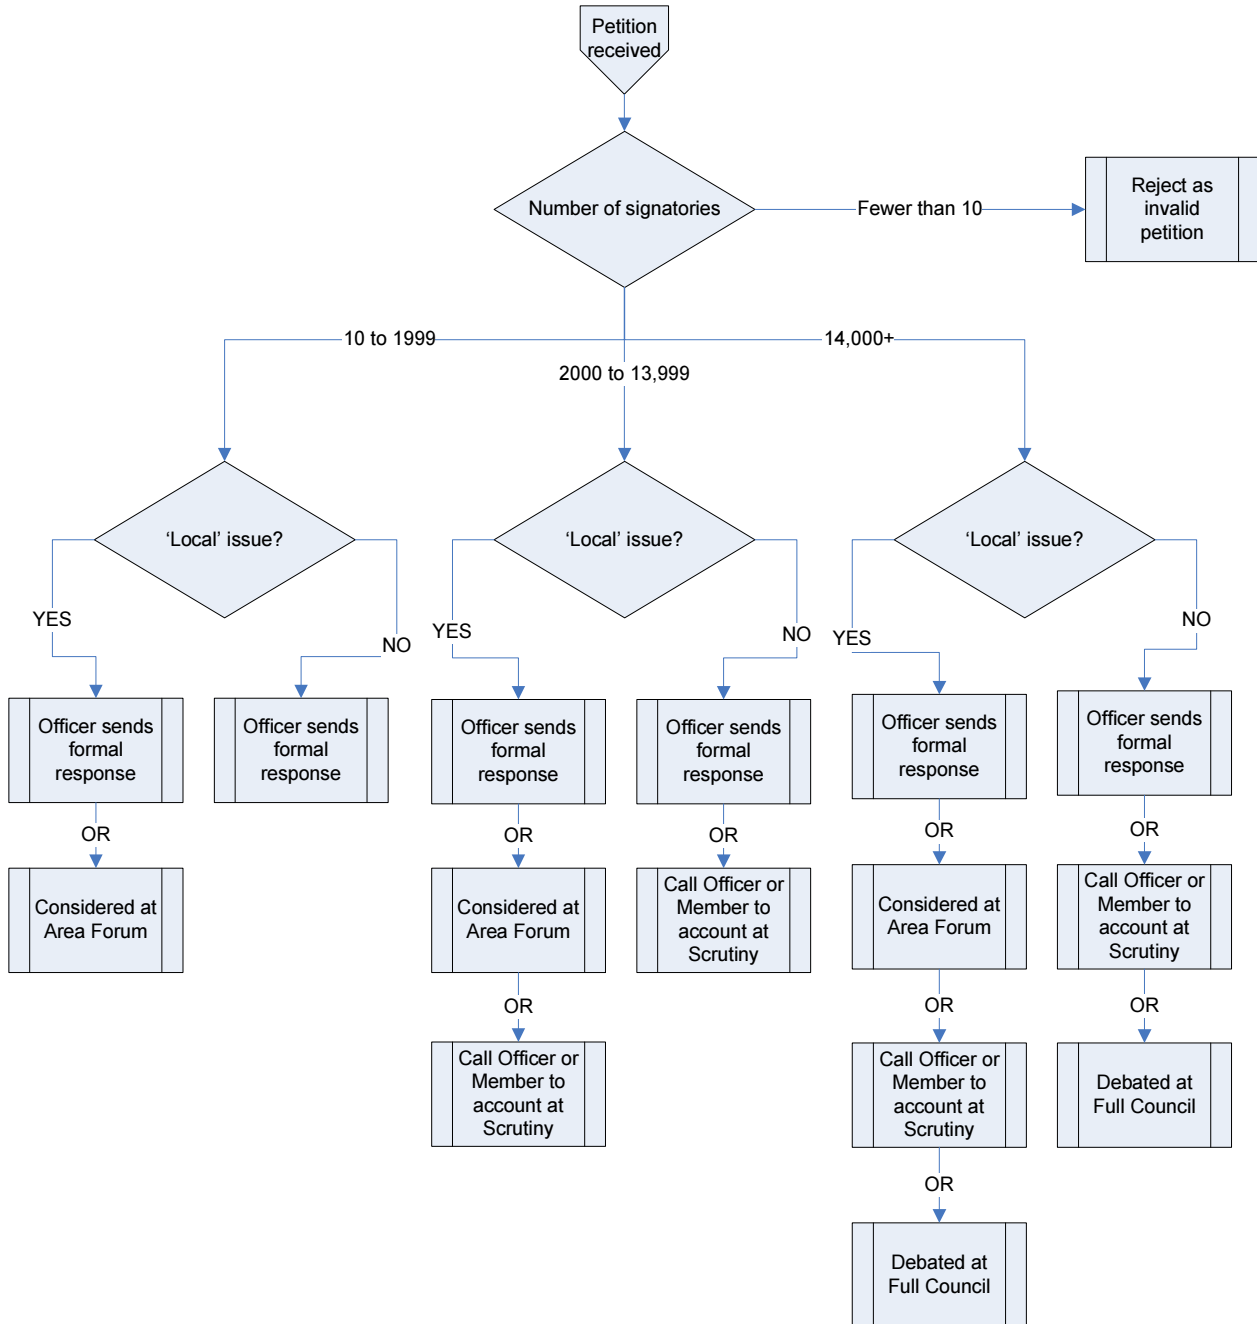 Petition
received
Number of signatories
Fewer than 10
Reject as
invalid
petition
10 to 1999
14,000+
2000 to 13,999
‘Local’ issue?
‘Local’ issue?
‘Local’ issue?
YES
NO
YES
NO
YES
NO
Officer sends
formal
response
Officer sends
formal
response
Officer sends
formal
response
Officer sends
formal
response
Officer sends
formal
response
Officer sends
formal
response
OR
OR
OR
OR
OR
Considered at
Area Forum
Considered at
Area Forum
Call Officer or
Member to
account at
Scrutiny
Considered at
Area Forum
Call Officer or
Member to
account at
Scrutiny
OR
OR
OR
Call Officer or
Member to
account at
Scrutiny
Call Officer or
Member to
account at
Scrutiny
Debated at
Full Council
OR
Debated at
Full Council